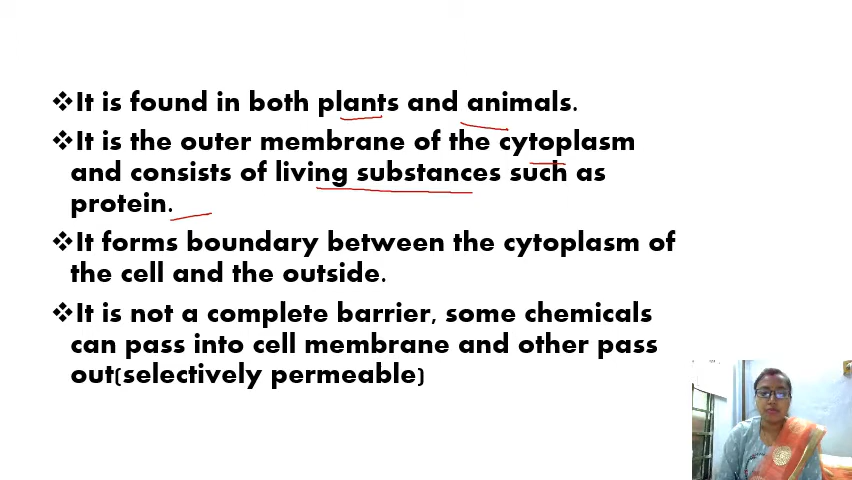 ❖It is found in both plants and animals.
❖It is the outer membrane of the cytoplasm
and consists of living substances such as
protein.
❖It forms boundary between the cytoplasm of
the cell and the outside.
❖It is not a complete barrier, some chemicals
can pass into cell membrane and other pass
out(selectively permeable)